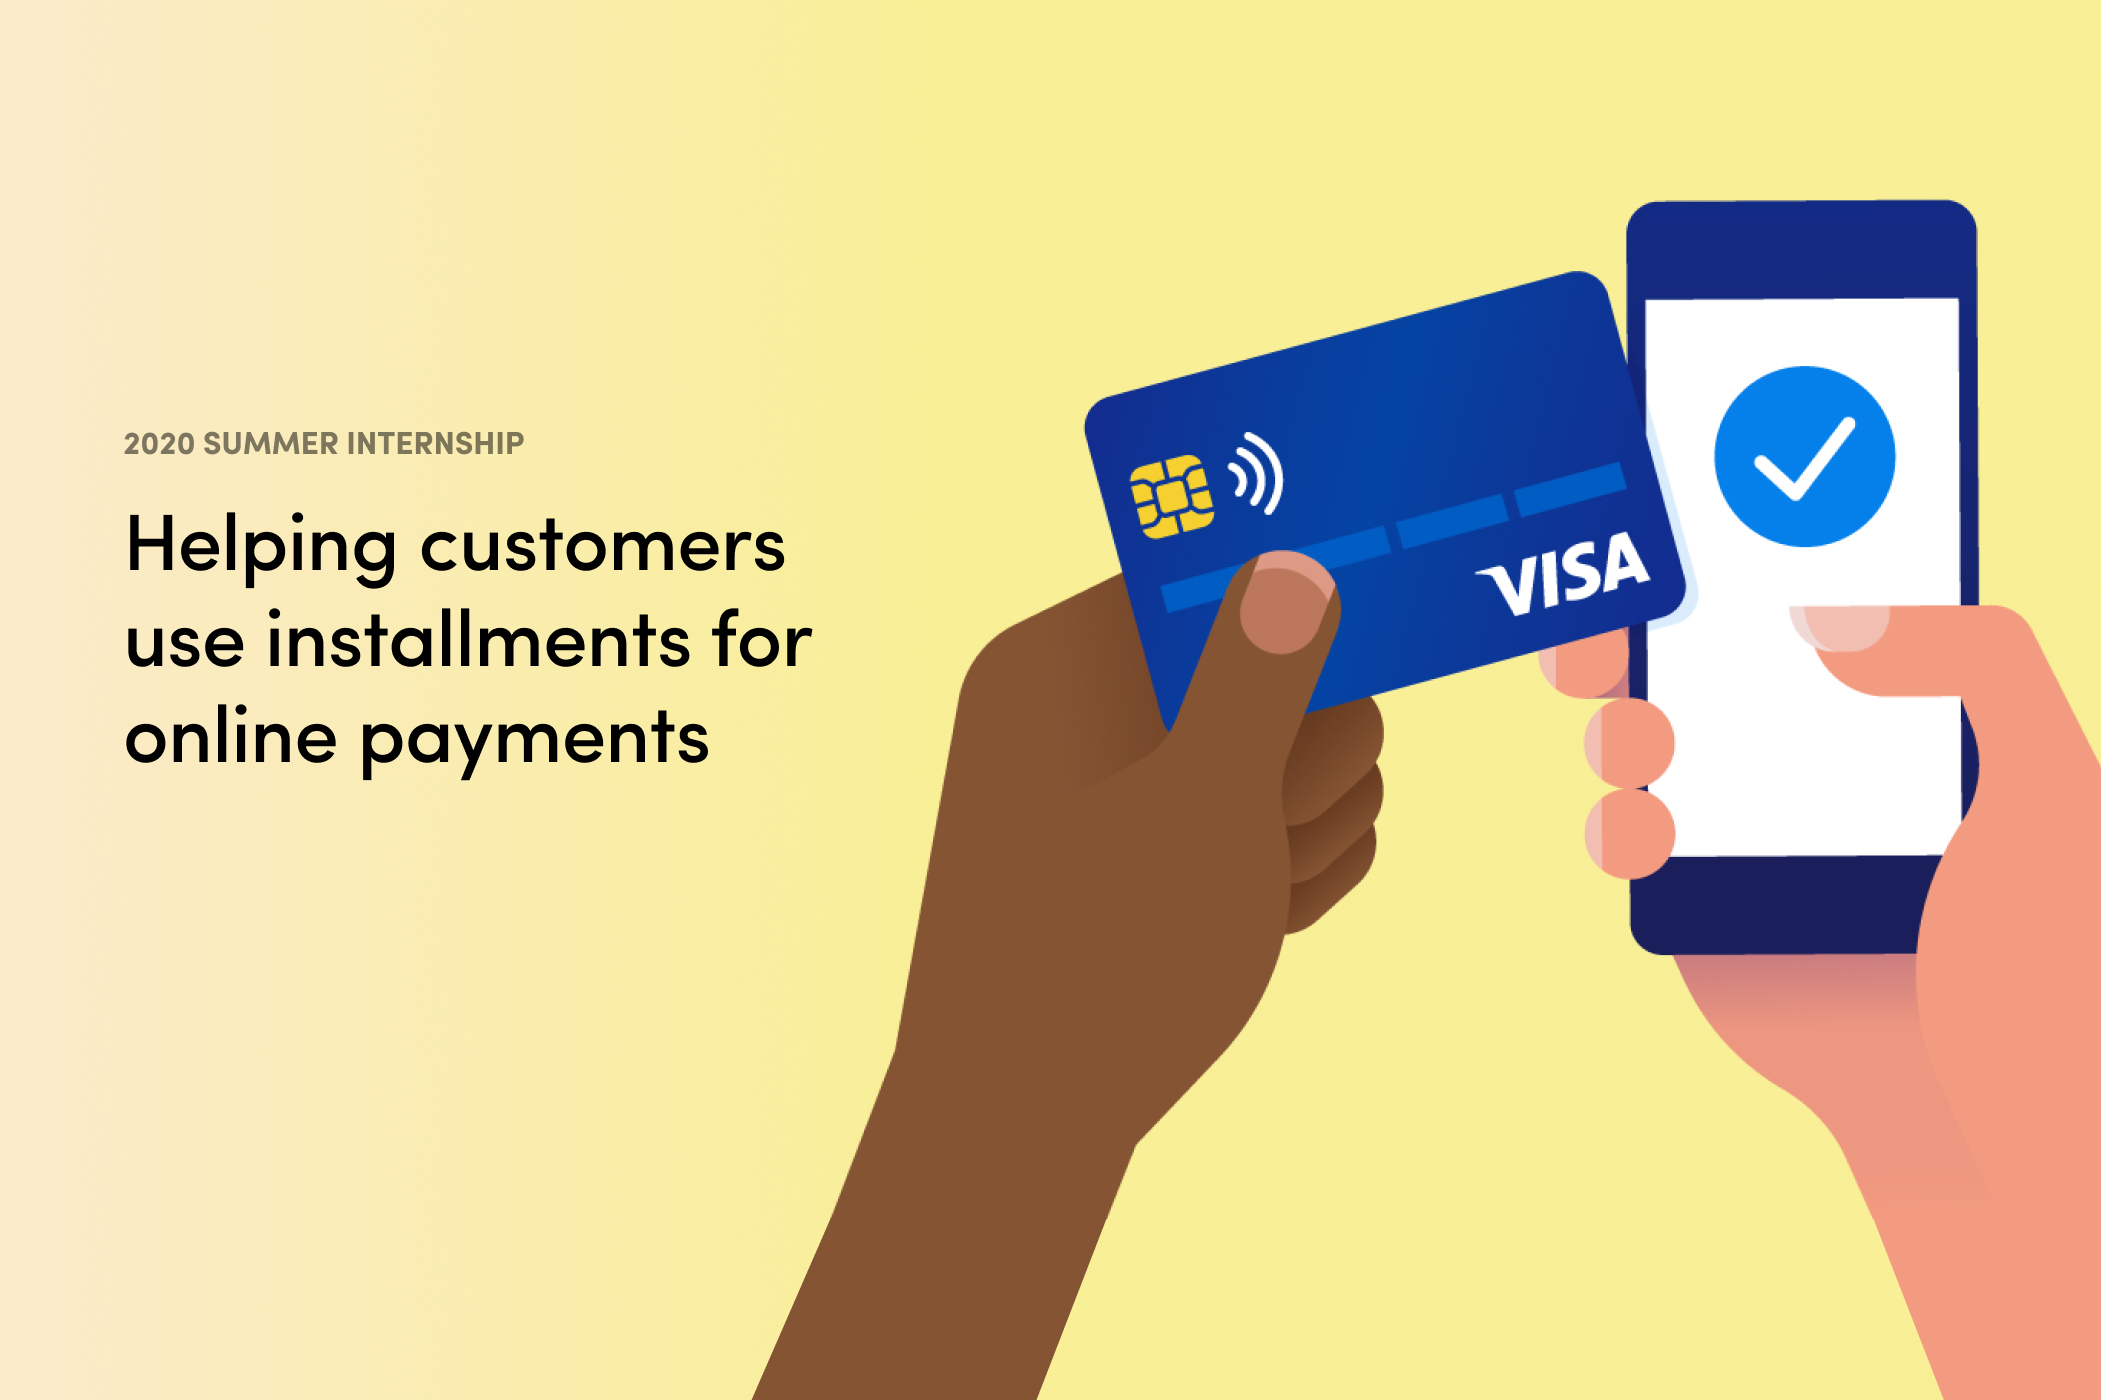 2020 SUMMER INTERNSHIP
Helping customers
use installments for
online payments
VISA